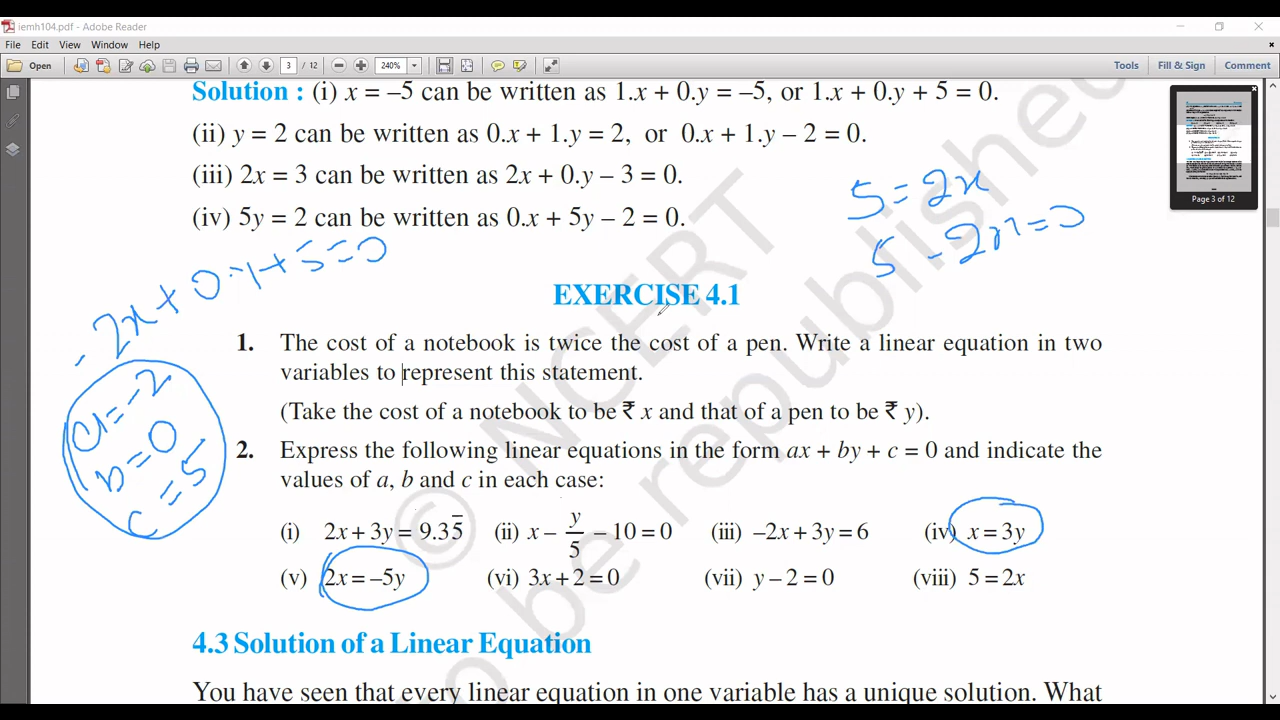 iemh104.pdf - Adobe Reader
File Edit View Window Help
Open 3 / 12 240% Tools Fill & Sign Comment
Solution : (i) x = –5 can be written as 1.x + 0.y = –5, or 1.x + 0.y + 5 = 0.
(ii) y = 2 can be written as 0.x + 1.y = 2, or 0.x + 1.y – 2 = 0.
(iii) 2x = 3 can be written as 2x + 0.y – 3 = 0.
(iv) 5y = 2 can be written as 0.x + 5y – 2 = 0.
5 = 2x
5 - 2x = 0
Page 3 of 12
- 2x + 0.y + 5 = 0
a = -2
b = 0
c = 5
EXERCISE 4.1
1. The cost of a notebook is twice the cost of a pen. Write a linear equation in two
variables to represent this statement.
(Take the cost of a notebook to be ₹ x and that of a pen to be ₹ y).
2. Express the following linear equations in the form ax + by + c = 0 and indicate the
values of a, b and c in each case:
(i) 2x + 3y = 9.35̅ (ii) x – y/5 – 10 = 0 (iii) –2x + 3y = 6 (iv) x = 3y
(v) 2x = –5y (vi) 3x + 2 = 0 (vii) y – 2 = 0 (viii) 5 = 2x
4.3 Solution of a Linear Equation
You have seen that every linear equation in one variable has a unique solution. What
© NCERT
be republished